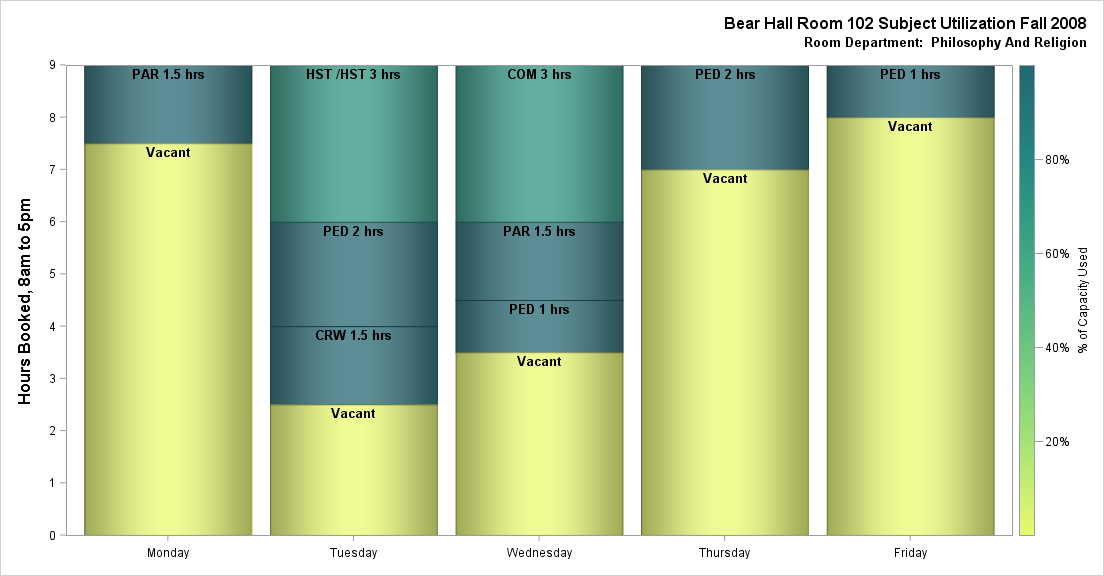 Bear Hall Room 102 Subject Utilization Fall 2008
Room Department:  Philosophy And Religion
Hours Booked, 8am to 5pm
9
8
7
6
5
4
3
2
1
0
PAR 1.5 hrs
Vacant
HST /HST 3 hrs
PED 2 hrs
CRW 1.5 hrs
Vacant
COM 3 hrs
PAR 1.5 hrs
PED 1 hrs
Vacant
PED 2 hrs
Vacant
PED 1 hrs
Vacant
Monday
Tuesday
Wednesday
Thursday
Friday
80%
60%
40%
20%
% of Capacity Used